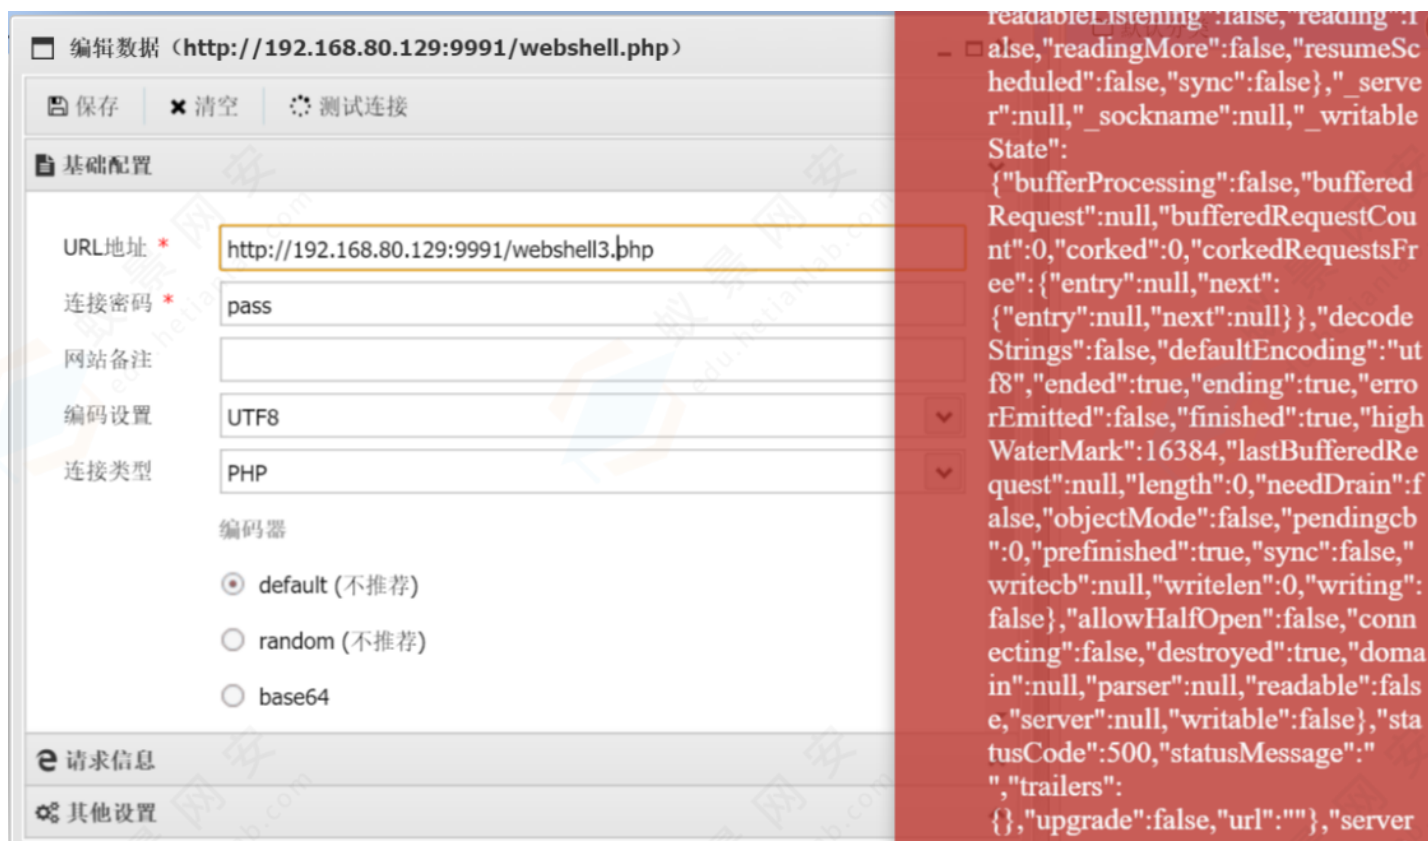 编辑数据（http://192.168.80.129:9991/webshell.php）
保存
清空
测试连接
基础配置
URL地址 *
http://192.168.80.129:9991/webshell3.php
连接密码 *
pass
网站备注
编码设置
UTF8
连接类型
PHP
编码器
default (不推荐)
random (不推荐)
base64
请求信息
其他设置
readableListening":false,"reading":f
alse,"readingMore":false,"resumeSc
heduled":false,"sync":false},"_serve
r":null,"_sockname":null,"_writable
State":
{"bufferProcessing":false,"buffered
Request":null,"bufferedRequestCou
nt":0,"corked":0,"corkedRequestsFr
ee":{"entry":null,"next":
{"entry":null,"next":null}},"decode
Strings":false,"defaultEncoding":"ut
f8","ended":true,"ending":true,"erro
rEmitted":false,"finished":true,"high
WaterMark":16384,"lastBufferedRe
quest":null,"length":0,"needDrain":f
alse,"objectMode":false,"pendingcb
":0,"prefinished":true,"sync":false,"
writecb":null,"writelen":0,"writing":
false},"allowHalfOpen":false,"conn
ecting":false,"destroyed":true,"doma
in":null,"parser":null,"readable":fals
e,"server":null,"writable":false},"sta
tusCode":500,"statusMessage":"
","trailers":
{},"upgrade":false,"url":""},"server